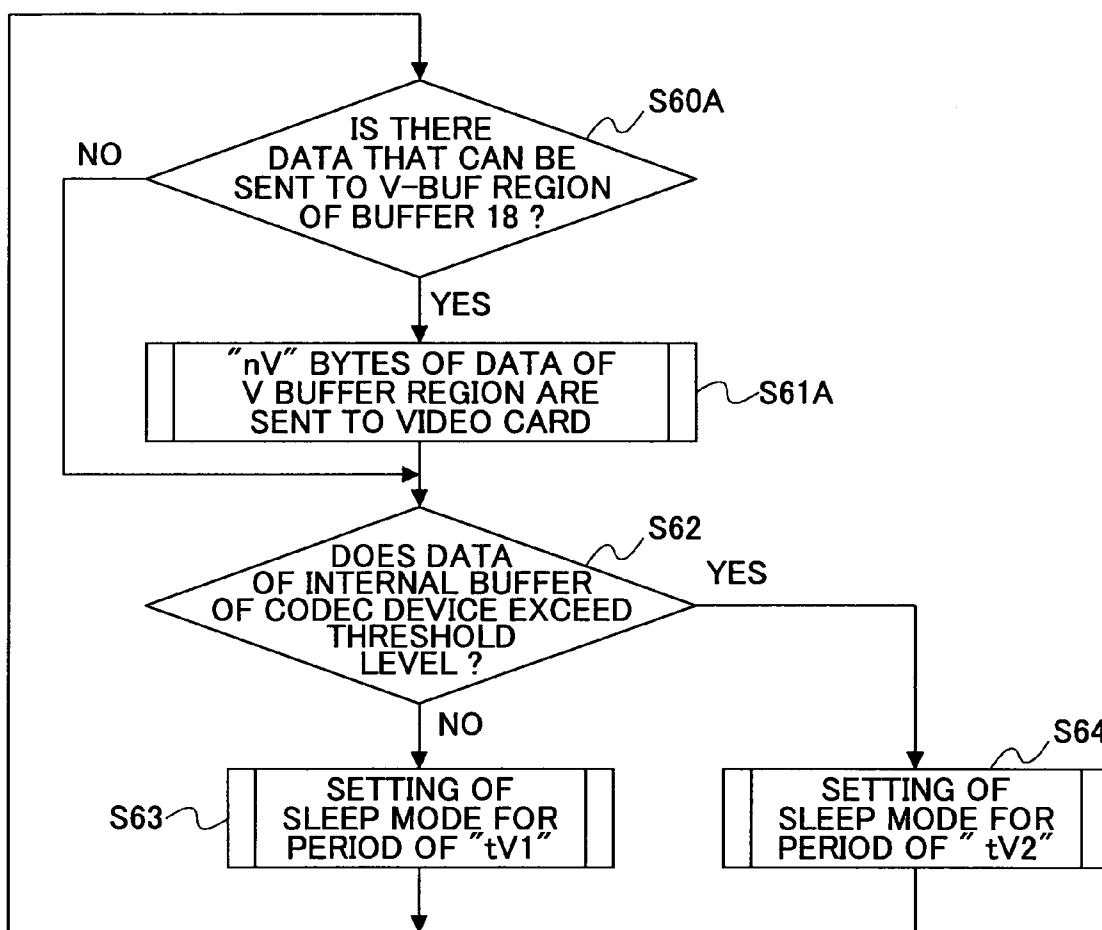 S60A
IS THERE
DATA THAT CAN BE
SENT TO V-BUF REGION
OF BUFFER 18 ?
NO
YES
"nV" BYTES OF DATA OF
V BUFFER REGION ARE
SENT TO VIDEO CARD
S61A
S62
DOES DATA
OF INTERNAL BUFFER
OF CODEC DEVICE EXCEED
THRESHOLD
LEVEL ?
YES
NO
S63
SETTING OF
SLEEP MODE FOR
PERIOD OF "tV1"
S64
SETTING OF
SLEEP MODE FOR
PERIOD OF " tV2"